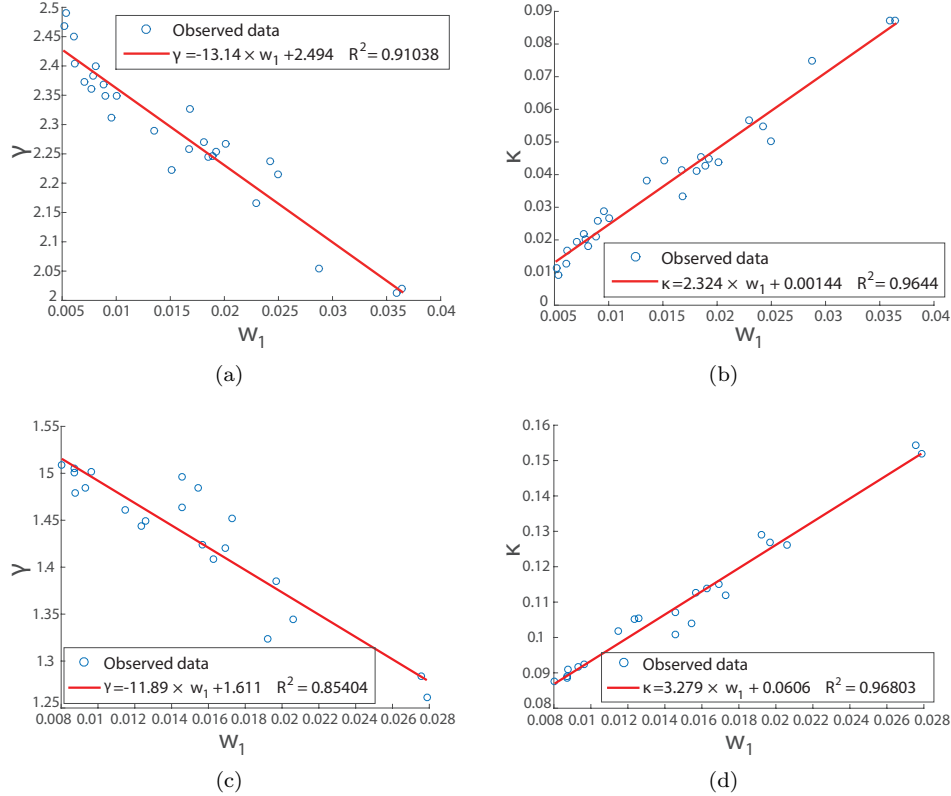 2.5
2.45
2.4
2.35
2.3
2.25
2.2
2.15
2.1
2.05
2
γ
Observed data
γ =-13.14 × w₁ +2.494 R² = 0.91038
0.005 0.01 0.015 0.02 0.025 0.03 0.035 0.04
w₁
(a)
0.09
0.08
0.07
0.06
0.05
0.04
0.03
0.02
0.01
0
κ
Observed data
κ=2.324 × w₁ + 0.00144 R² = 0.9644
0.005 0.01 0.015 0.02 0.025 0.03 0.035 0.04
w₁
(b)
1.55
1.5
1.45
1.4
1.35
1.3
1.25
γ
Observed data
γ=-11.89 × w₁ +1.611 R² = 0.85404
0.008 0.01 0.012 0.014 0.016 0.018 0.02 0.022 0.024 0.026 0.028
w₁
(c)
0.16
0.15
0.14
0.13
0.12
0.11
0.1
0.09
0.08
κ
Observed data
κ=3.279 × w₁ + 0.0606 R² = 0.96803
0.008 0.01 0.012 0.014 0.016 0.018 0.02 0.022 0.024 0.026 0.028
w₁
(d)